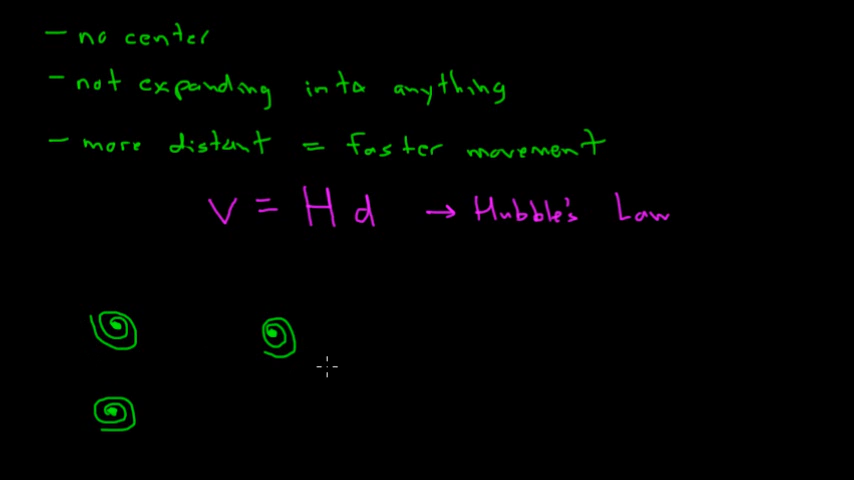 - no center
- not expanding into anything
- more distant = faster movement
V = H d → Hubble's Law